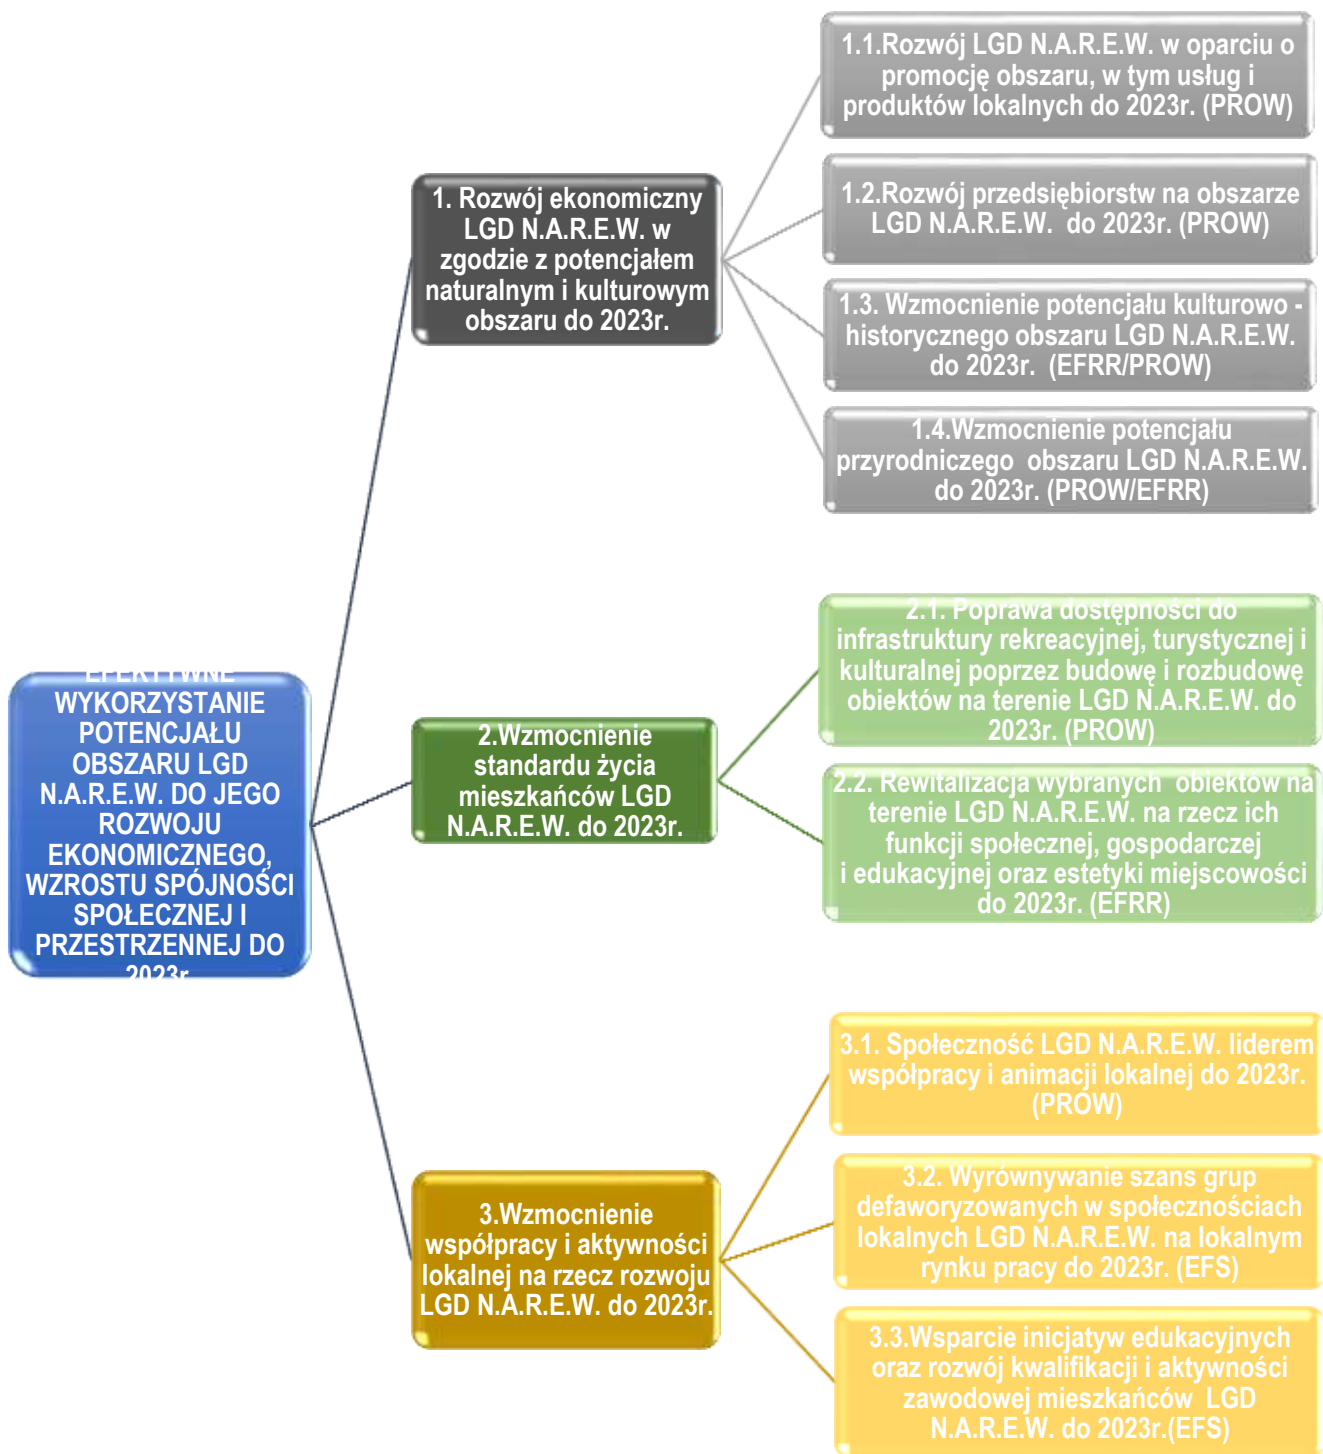 1.1.Rozwój LGD N.A.R.E.W. w oparciu o
promocję obszaru, w tym usług i
produktów lokalnych do 2023r. (PROW)
1. Rozwój ekonomiczny
LGD N.A.R.E.W. w
zgodzie z potencjałem
naturalnym i kulturowym
obszaru do 2023r.
1.2.Rozwój przedsiębiorstw na obszarze
LGD N.A.R.E.W. do 2023r. (PROW)
1.3. Wzmocnienie potencjału kulturowo -
historycznego obszaru LGD N.A.R.E.W.
do 2023r. (EFRR/PROW)
1.4.Wzmocnienie potencjału
przyrodniczego obszaru LGD N.A.R.E.W.
do 2023r. (PROW/EFRR)
EFEKTYWNE
WYKORZYSTANIE
POTENCJAŁU
OBSZARU LGD
N.A.R.E.W. DO JEGO
ROZWOJU
EKONOMICZNEGO,
WZROSTU SPÓJNOŚCI
SPOŁECZNEJ I
PRZESTRZENNEJ DO
2023r.
2.Wzmocnienie
standardu życia
mieszkańców LGD
N.A.R.E.W. do 2023r.
2.1. Poprawa dostępności do
infrastruktury rekreacyjnej, turystycznej i
kulturalnej poprzez budowę i rozbudowę
obiektów na terenie LGD N.A.R.E.W. do
2023r. (PROW)
2.2. Rewitalizacja wybranych obiektów na
terenie LGD N.A.R.E.W. na rzecz ich
funkcji społecznej, gospodarczej
i edukacyjnej oraz estetyki miejscowości
do 2023r. (EFRR)
3.Wzmocnienie
współpracy i aktywności
lokalnej na rzecz rozwoju
LGD N.A.R.E.W. do 2023r.
3.1. Społeczność LGD N.A.R.E.W. liderem
współpracy i animacji lokalnej do 2023r.
(PROW)
3.2. Wyrównywanie szans grup
defaworyzowanych w społecznościach
lokalnych LGD N.A.R.E.W. na lokalnym
rynku pracy do 2023r. (EFS)
3.3.Wsparcie inicjatyw edukacyjnych
oraz rozwój kwalifikacji i aktywności
zawodowej mieszkańców LGD
N.A.R.E.W. do 2023r.(EFS)